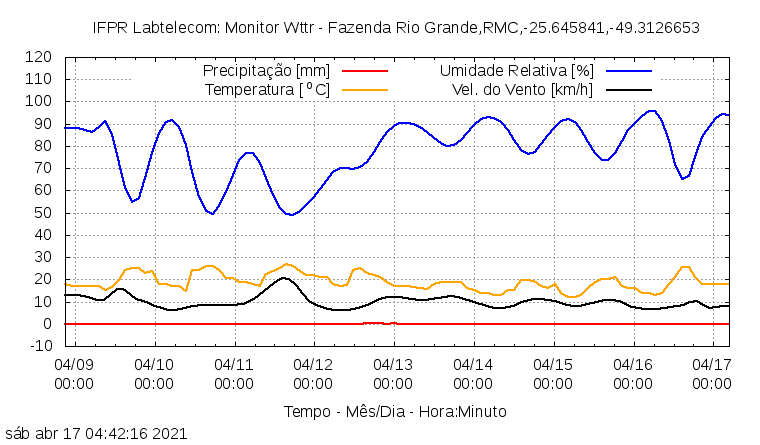 IFPR Labtelecom: Monitor Wttr - Fazenda Rio Grande,RMC,-25.645841,-49.3126653
Precipitação [mm]
Temperatura [⁰C]
Umidade Relativa [%]
Vel. do Vento [km/h]
120
110
100
90
80
70
60
50
40
30
20
10
0
-10
04/09 04/10 04/11 04/12 04/13 04/14 04/15 04/16 04/17
00:00 00:00 00:00 00:00 00:00 00:00 00:00 00:00 00:00
Tempo - Mês/Dia - Hora:Minuto
sáb abr 17 04:42:16 2021